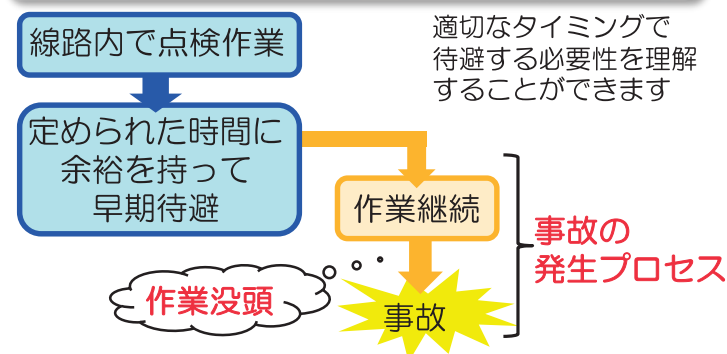 線路内で点検作業
適切なタイミングで
待避する必要性を理解
することができます
定められた時間に
余裕を持って
早期待避
作業継続
事故の
発生プロセス
作業没頭
事故